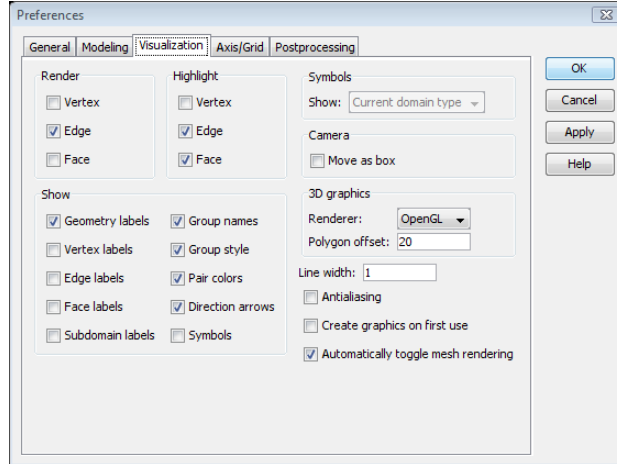 Preferences
General Modeling Visualization Axis/Grid Postprocessing
Render
Vertex
Edge
Face
Highlight
Vertex
Edge
Face
Symbols
Show: Current domain type
Camera
Move as box
Show
Geometry labels
Vertex labels
Edge labels
Face labels
Subdomain labels
Group names
Group style
Pair colors
Direction arrows
Symbols
3D graphics
Renderer: OpenGL
Polygon offset: 20
Line width: 1
Antialiasing
Create graphics on first use
Automatically toggle mesh rendering
OK
Cancel
Apply
Help